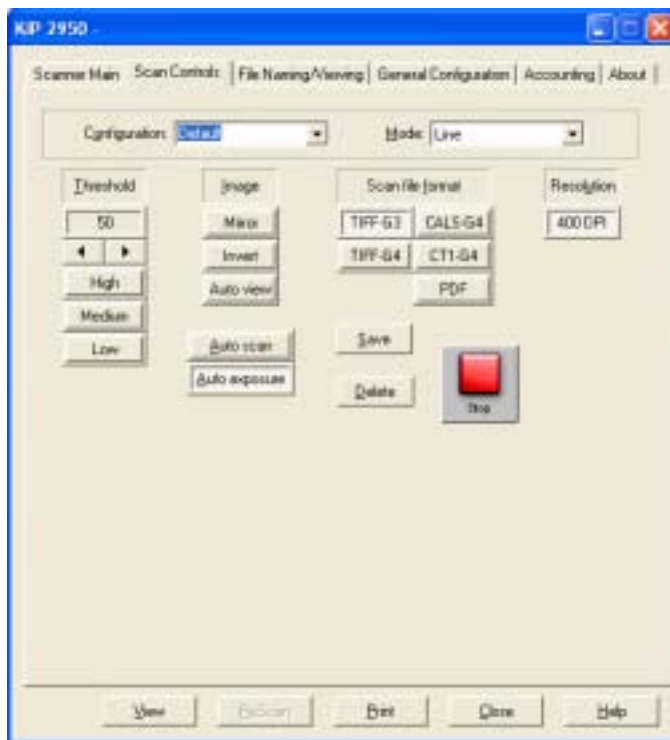 KIP 2950 -
Scanner Main Scan Controls File Naming/Viewing General Configuration Accounting About
Configuration: Default Mode: Line
Threshold Image Scan file format Resolution
50 Mirror TIFF-G3 CALS-G4 400 DPI
Invert TIFF-G4 CT1-G4
High Auto view PDF
Medium
Low Auto scan Save
Auto exposure Delete Stop
View ReScan Print Close Help